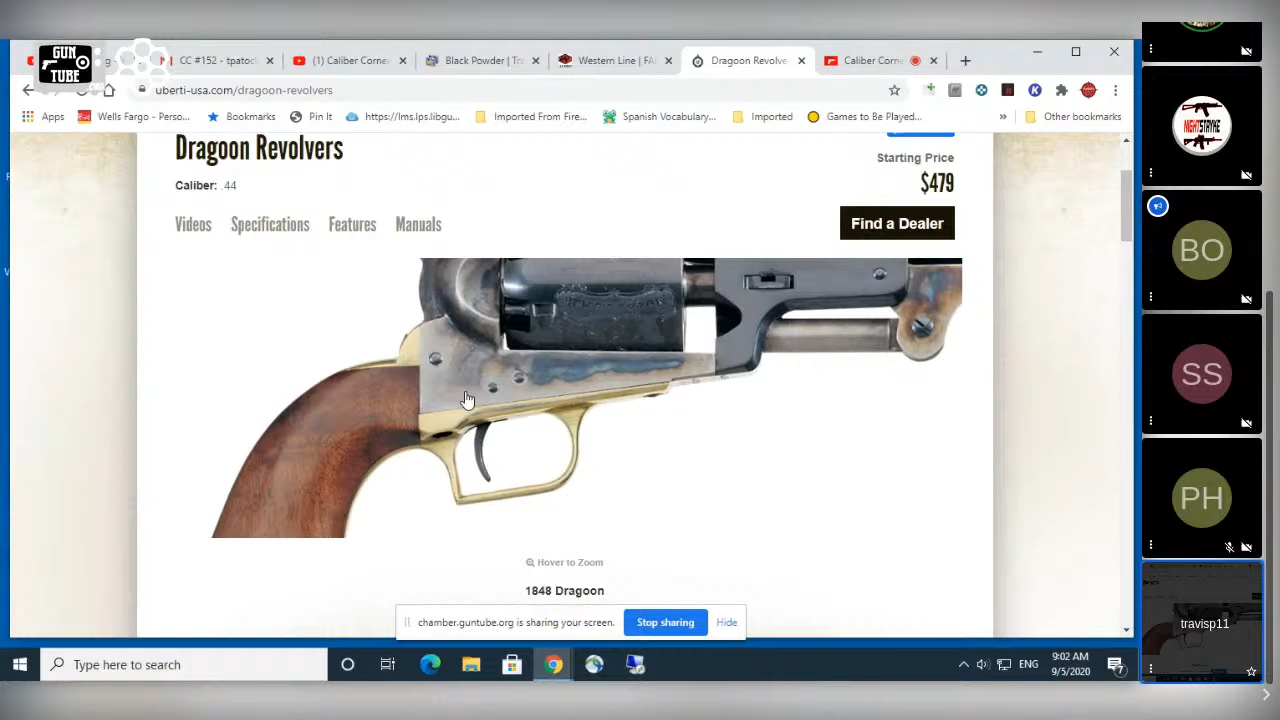 GUN
TUBE
CC #152 - tpatoc
(1) Caliber Corner
Black Powder | Tra
Western Line | FA
Dragoon Revolve
Caliber Corne
uberti-usa.com/dragoon-revolvers
Apps
Wells Fargo - Perso...
Bookmarks
Pin It
https://lms.lps.libgu...
Imported From Fire...
Spanish Vocabulary...
Imported
Games to Be Played...
»
Other bookmarks
Dragoon Revolvers
Starting Price
$479
Caliber: .44
Videos
Specifications
Features
Manuals
Find a Dealer
Hover to Zoom
1848 Dragoon
chamber.guntube.org is sharing your screen.
Stop sharing
Hide
Type here to search
ENG
9:02 AM
9/5/2020
7
NIGHTSTRYKE
BO
SS
PH
travisp11